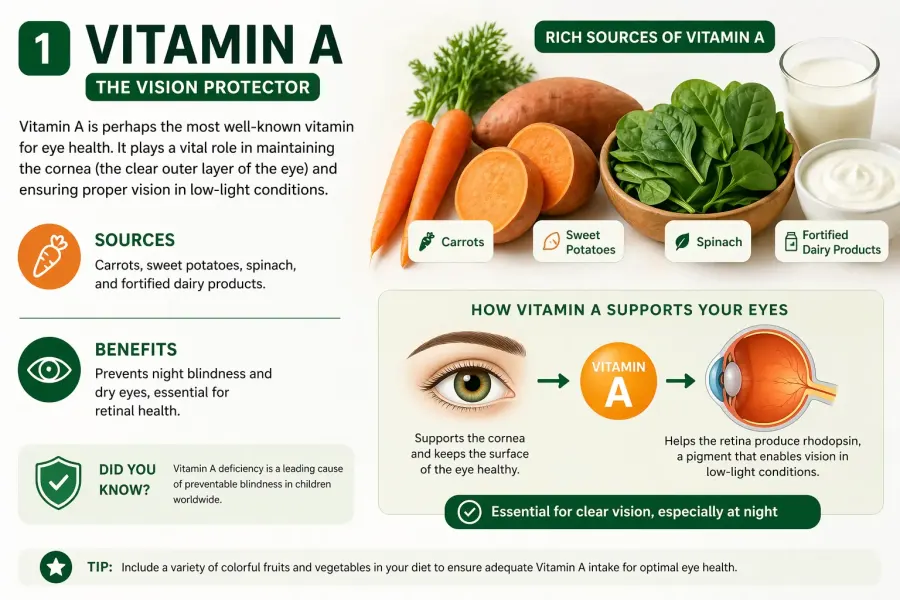 1
VITAMIN A
THE VISION PROTECTOR
Vitamin A is perhaps the most well-known vitamin
for eye health. It plays a vital role in maintaining
the cornea (the clear outer layer of the eye) and
ensuring proper vision in low-light conditions.
SOURCES
Carrots, sweet potatoes, spinach,
and fortified dairy products.
BENEFITS
Prevents night blindness and
dry eyes, essential for
retinal health.
DID YOU
KNOW?
Vitamin A deficiency is a leading cause
of preventable blindness in children
worldwide.
RICH SOURCES OF VITAMIN A
Carrots
Sweet
Potatoes
Spinach
Fortified
Dairy Products
HOW VITAMIN A SUPPORTS YOUR EYES
VITAMIN
A
Supports the cornea
and keeps the surface
of the eye healthy.
Helps the retina produce rhodopsin,
a pigment that enables vision in
low-light conditions.
Essential for clear vision, especially at night
TIP: Include a variety of colorful fruits and vegetables in your diet to ensure adequate Vitamin A intake for optimal eye health.